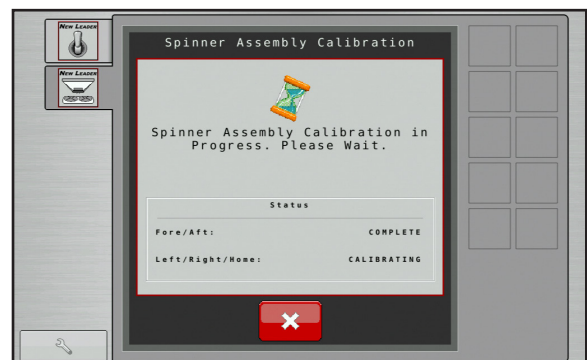 NEW LEADER
NEW LEADER
Spinner Assembly Calibration
Spinner Assembly Calibration in
Progress. Please Wait.
Status
Fore/Aft: COMPLETE
Left/Right/Home: CALIBRATING